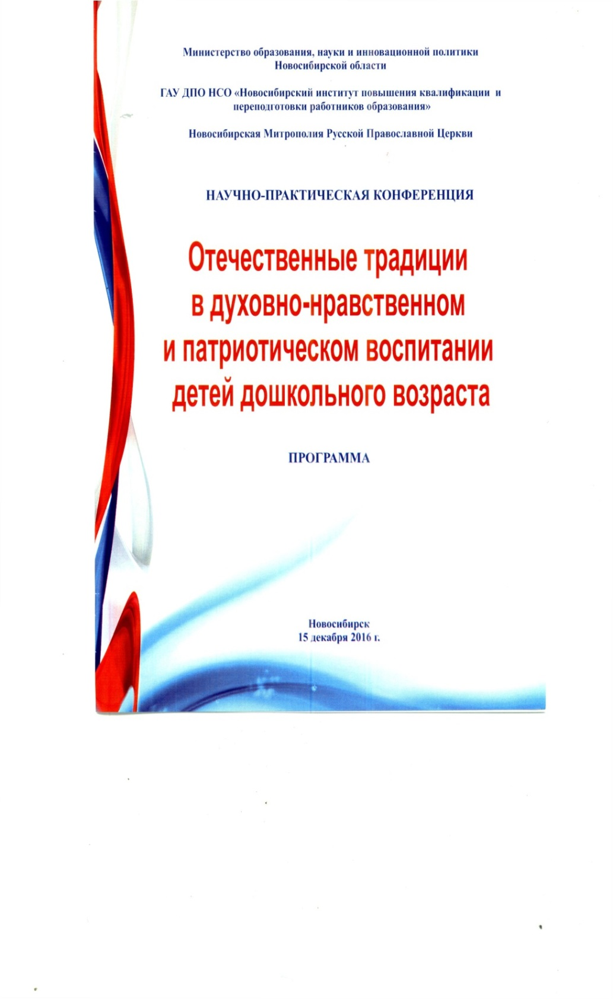 Министерство образования, науки и инновационной политики
Новосибирской области
ГАУ ДПО НСО «Новосибирский институт повышения квалификации и
переподготовки работников образования»
Новосибирская Митрополия Русской Православной Церкви
НАУЧНО-ПРАКТИЧЕСКАЯ КОНФЕРЕНЦИЯ
Отечественные традиции
в духовно-нравственном
и патриотическом воспитании
детей дошкольного возраста
ПРОГРАММА
Новосибирск
15 декабря 2016 г.